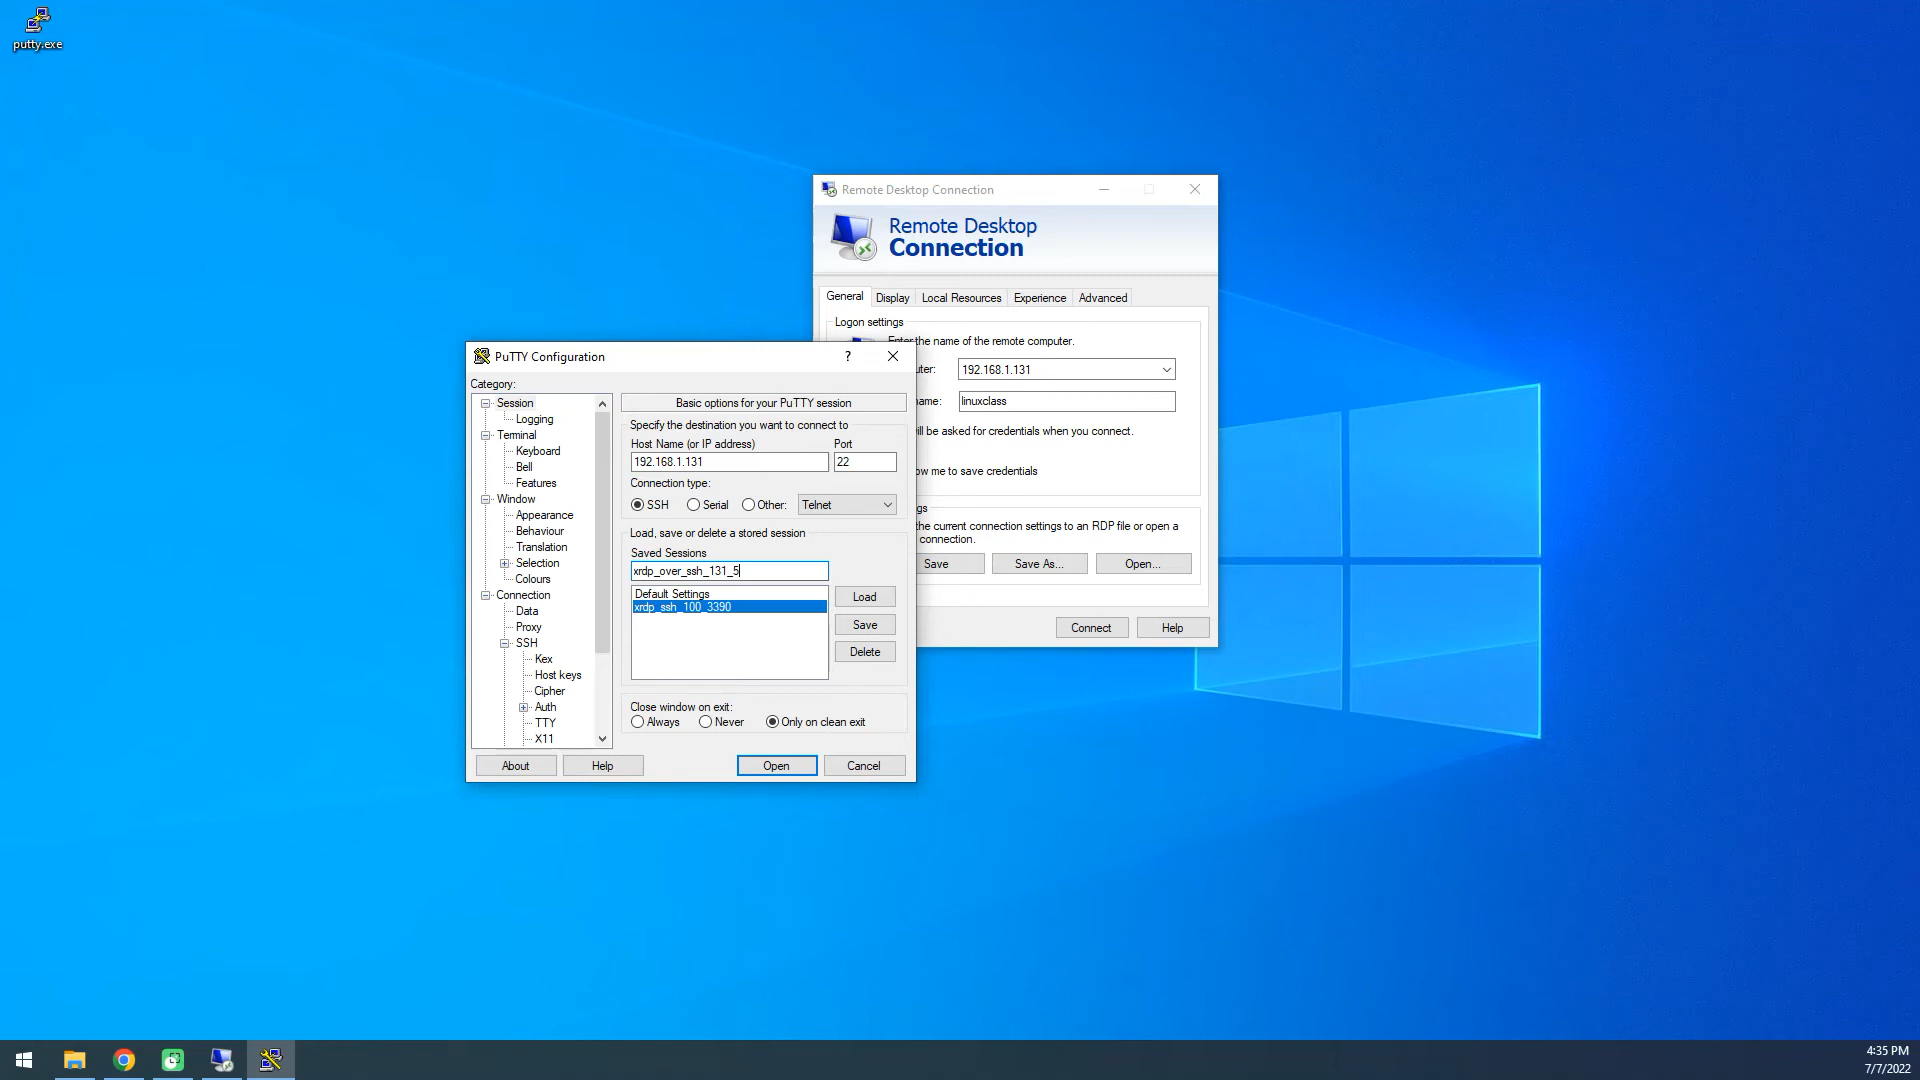 putty.exe
Remote Desktop Connection
Remote Desktop
Connection
General
Display
Local Resources
Experience
Advanced
Logon settings
Enter the name of the remote computer.
uter:
192.168.1.131
ame:
linuxclass
ill be asked for credentials when you connect.
ow me to save credentials
gs
the current connection settings to an RDP file or open a
connection.
Save
Save As...
Open...
Connect
Help
PuTTY Configuration
?
Category:
Session
Logging
Terminal
Keyboard
Bell
Features
Window
Appearance
Behaviour
Translation
Selection
Colours
Connection
Data
Proxy
SSH
Kex
Host keys
Cipher
Auth
TTY
X11
Basic options for your PuTTY session
Specify the destination you want to connect to
Host Name (or IP address)
Port
192.168.1.131
22
Connection type:
SSH
Serial
Other:
Telnet
Load, save or delete a stored session
Saved Sessions
xrdp_over_ssh_131_5
Default Settings
xrdp_ssh_100_3390
Load
Save
Delete
Close window on exit:
Always
Never
Only on clean exit
About
Help
Open
Cancel
4:35 PM
7/7/2022